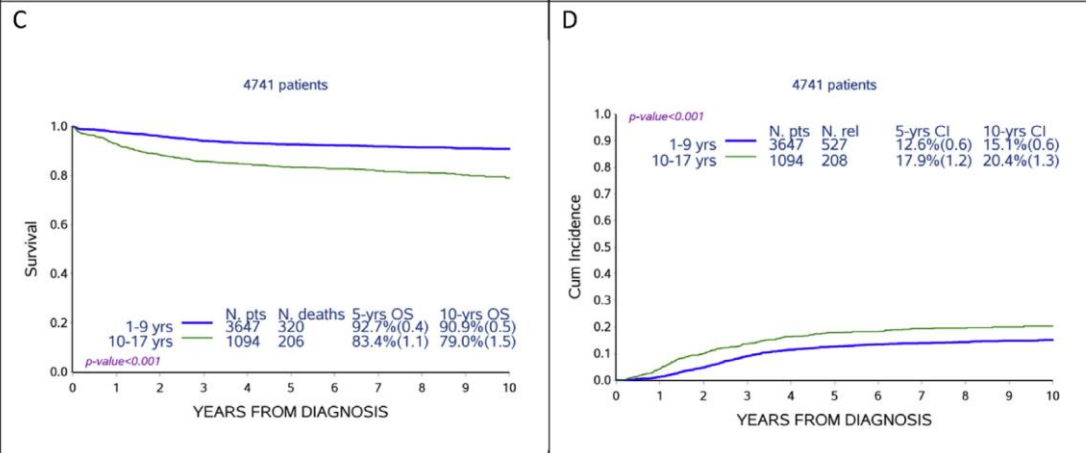 C
4741 patients
1.0
0.8
0.6
0.4
0.2
0.0
Survival
N. pts N. deaths 5-yrs OS 10-yrs OS
1-9 yrs 3647 320 92.7%(0.4) 90.9%(0.5)
10-17 yrs 1094 206 83.4%(1.1) 79.0%(1.5)
p-value<0.001
0 1 2 3 4 5 6 7 8 9 10
YEARS FROM DIAGNOSIS
D
4741 patients
p-value<0.001
N. pts N. rel 5-yrs CI 10-yrs CI
1-9 yrs 3647 527 12.6%(0.6) 15.1%(0.6)
10-17 yrs 1094 208 17.9%(1.2) 20.4%(1.3)
1.0
0.9
0.8
0.7
0.6
0.5
0.4
0.3
0.2
0.1
0.0
Cum Incidence
0 1 2 3 4 5 6 7 8 9 10
YEARS FROM DIAGNOSIS